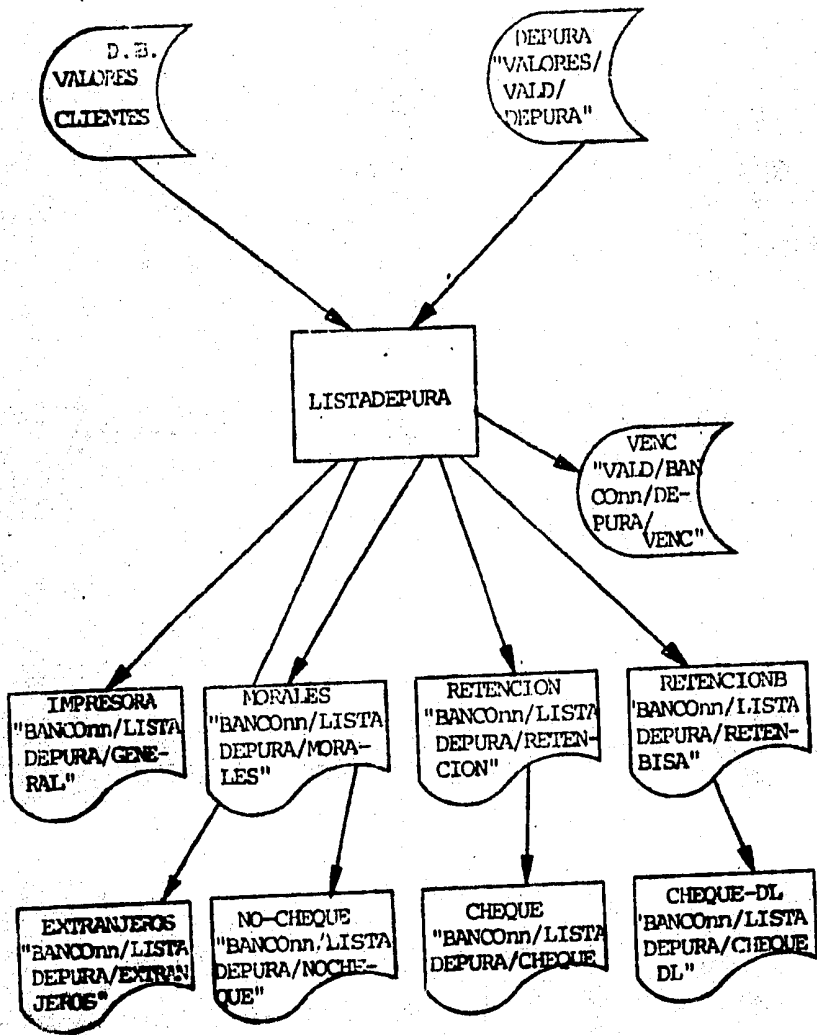 D.B.
VALORES
CLIENTES
DEPURA
"VALORES/
VALD/
DEPURA"
LISTADEPURA
VENC
"VALD/BAN
COnn/DE-
PURA/
VENC"
IMPRESORA
"BANCOnn/LISTA
DEPURA/GENE-
RAL"
MORALES
"BANCOnn/LISTA
DEPURA/MORA-
LES"
RETENCION
"BANCOnn/LISTA
DEPURA/RETEN-
CION"
RETENCIONB
'BANCOnn/LISTA
DEPURA/RETEN-
BISA"
EXTRANJEROS
"BANCOnn/LISTA
DEPURA/EXTRAN
JEROS"
NO-CHEQUE
"BANCOnn/LISTA
DEPURA/NOCHE-
QUE"
CHEQUE
"BANCOnn/LISTA
DEPURA/CHEQUE
CHEQUE-DL
'BANCOnn/LISTA
DEPURA/CHEQUE
DL"